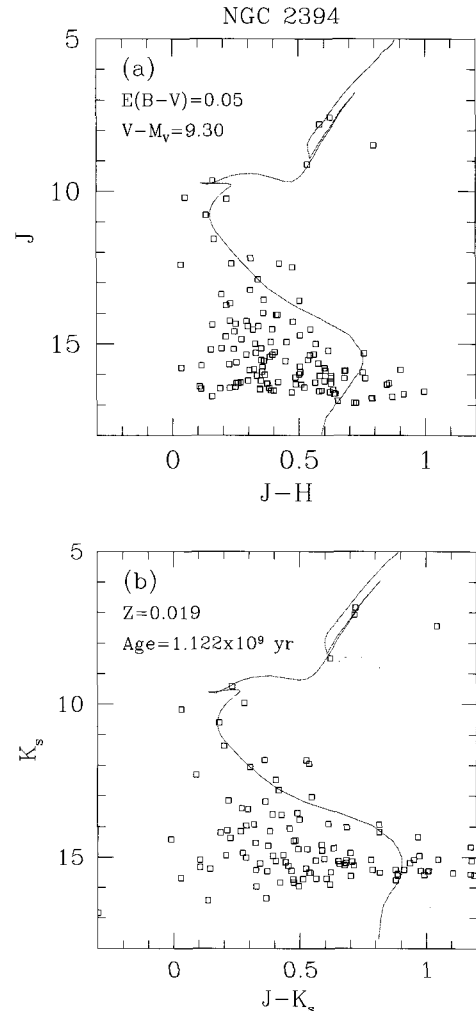 NGC 2394
5
(a)
E(B−V)=0.05
V−M_V=9.30
10
J
15
0 0.5 1
J−H
5
(b)
Z=0.019
Age=1.122x10⁹ yr
10
K_s
15
0 0.5 1
J−K_s